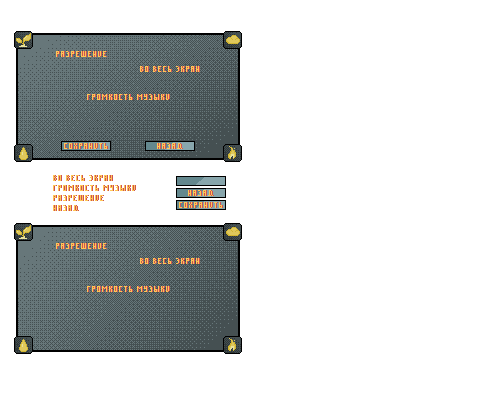 РАЗРЕШЕНИЕ
ВО ВЕСЬ ЭКРАН
ГРОМКОСТЬ МУЗЫКИ
СОХРАНИТЬ НАЗАД
ВО ВЕСЬ ЭКРАН
ГРОМКОСТЬ МУЗЫКИ
РАЗРЕШЕНИЕ
НАЗАД
НАЗАД
СОХРАНИТЬ
РАЗРЕШЕНИЕ
ВО ВЕСЬ ЭКРАН
ГРОМКОСТЬ МУЗЫКИ